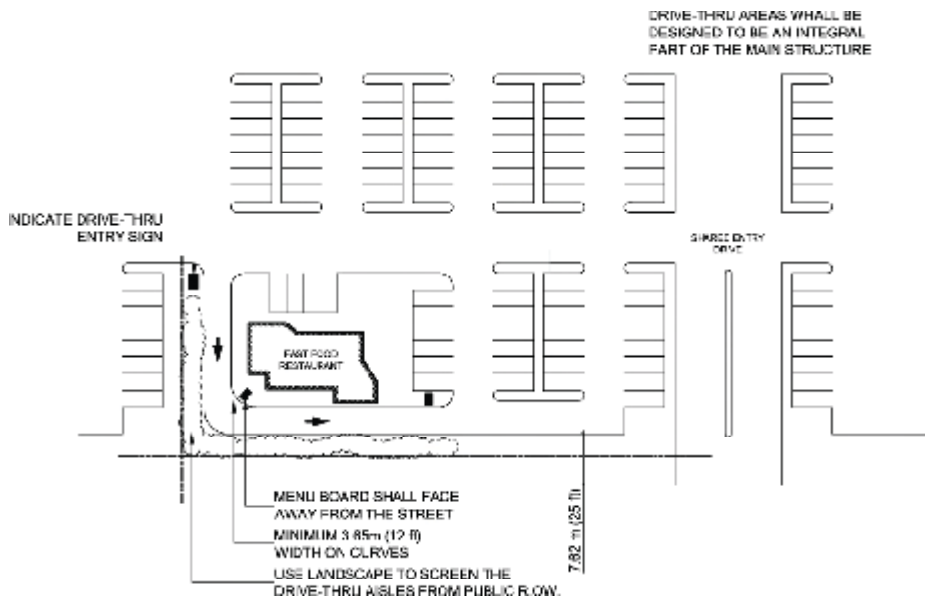 DRIVE-THRU AREAS WHALL BE
DESIGNED TO BE AN INTEGRAL
FART OF THE MAIN STRUCTURE
INDICATE DRIVE-THRU
ENTRY SIGN
SHARED ENTRY
DRIVE
FAST FOOD
RESTAURANT
MENU BOARD SHALL FACE
AWAY FROM THE STREET
MINIMUM 3.65m (12 ft)
WIDTH ON CURVES
USE LANDSCAPE TO SCREEN THE
DRIVE-THRU AISLES FROM PUBLIC R.O.W.
7.62 m (25 ft)